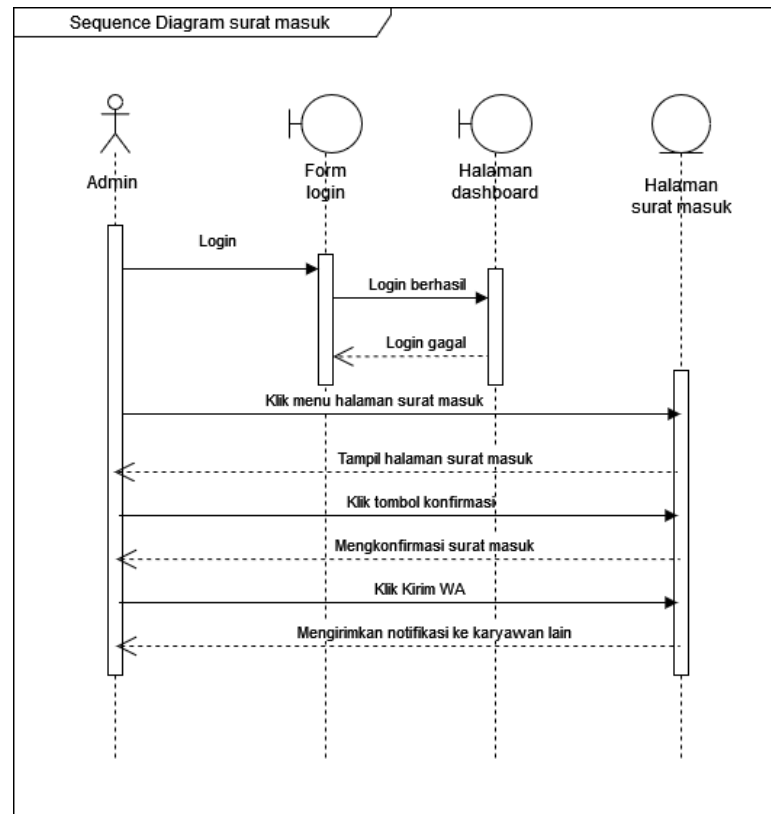 Sequence Diagram surat masuk
Admin
Form
login
Halaman
dashboard
Halaman
surat masuk
Login
Login berhasil
Login gagal
Klik menu halaman surat masuk
Tampil halaman surat masuk
Klik tombol konfirmasi
Mengkonfirmasi surat masuk
Klik Kirim WA
Mengirimkan notifikasi ke karyawan lain